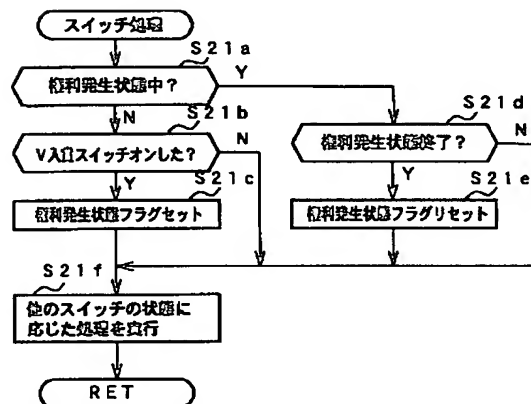 スイッチ処理
S21a
権利発生状態中?
Y
N
S21b
V入口スイッチオンした?
N
Y
S21c
権利発生状態フラグセット
S21d
権利発生状態終了?
N
Y
S21e
権利発生状態フラグリセット
S21f
他のスイッチの状態に
応じた処理を実行
RET